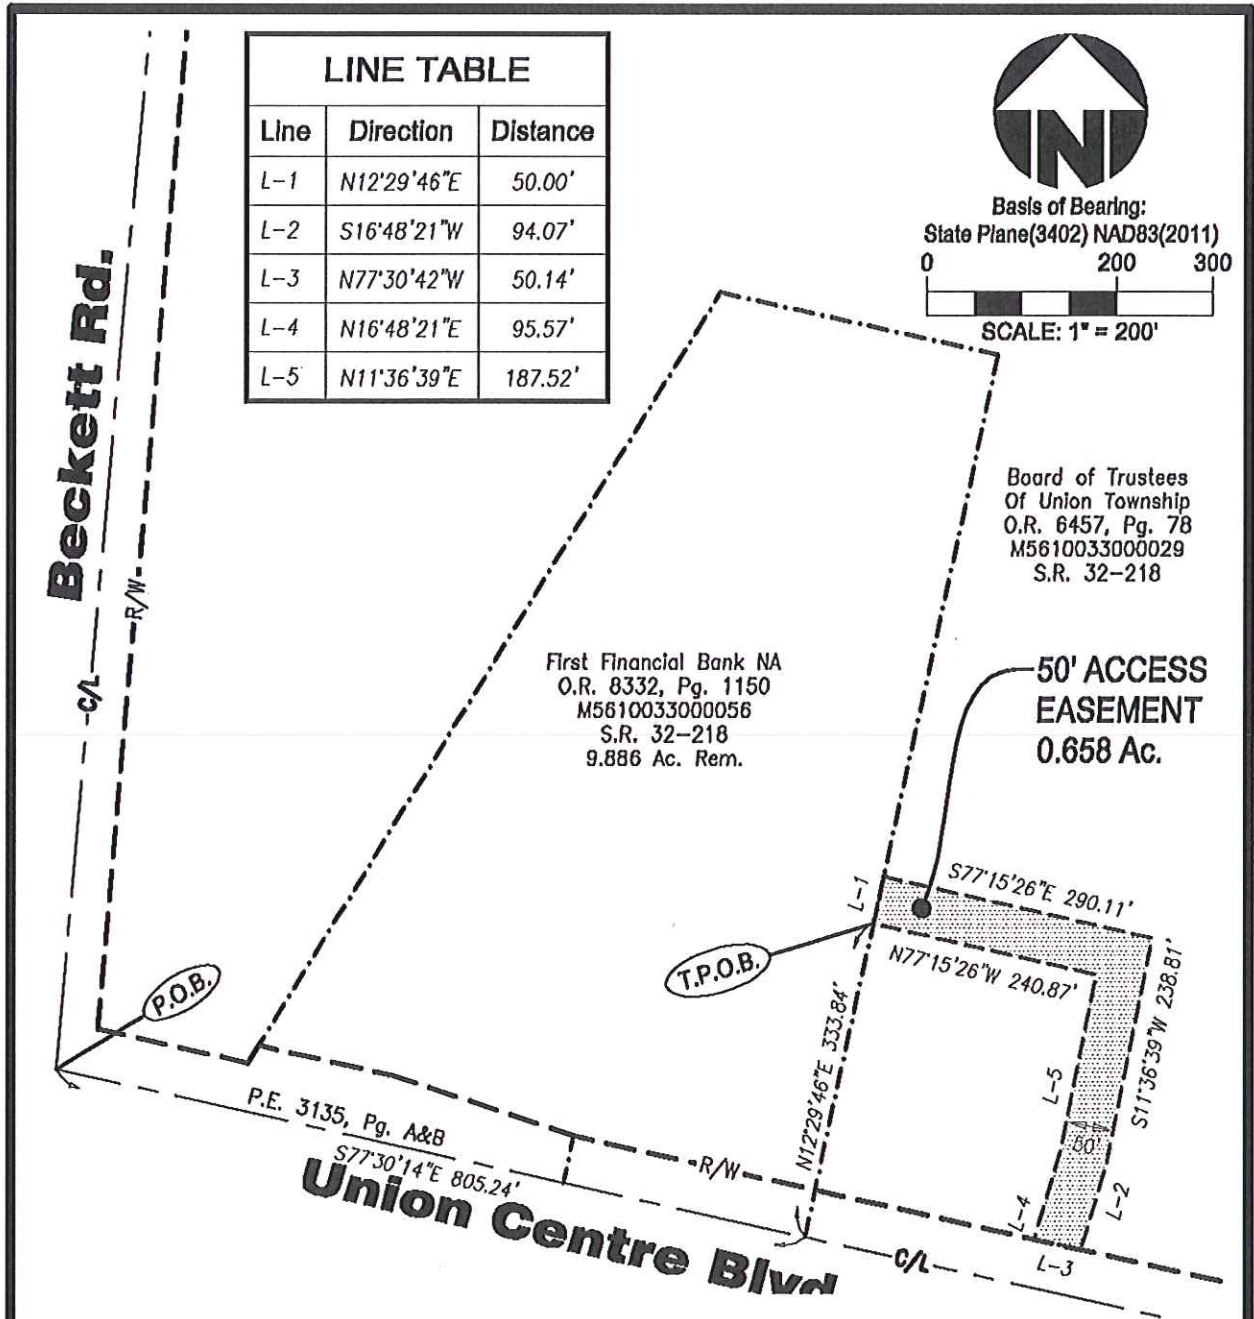 LINE TABLE
Line Direction Distance
L-1 N12°29'46"E 50.00'
L-2 S16°48'21"W 94.07'
L-3 N77°30'42"W 50.14'
L-4 N16°48'21"E 95.57'
L-5 N11°36'39"E 187.52'
N
Basis of Bearing:
State Plane(3402) NAD83(2011)
0 200 300
SCALE: 1" = 200'
Beckett Rd.
C/L
R/W
Board of Trustees
Of Union Township
O.R. 6457, Pg. 78
M5610033000029
S.R. 32-218
First Financial Bank NA
O.R. 8332, Pg. 1150
M5610033000056
S.R. 32-218
9.886 Ac. Rem.
50' ACCESS
EASEMENT
0.658 Ac.
L-1
S77°15'26"E 290.11'
N77°15'26"W 240.87'
S11°36'39"W 238.81'
T.P.O.B.
P.O.B.
N12°29'46"E 333.84'
L-5
L-2
L-4
L-3
P.E. 3135, Pg. A&B
S77°30'14"E 805.24'
R/W
C/L
Union Centre Blvd